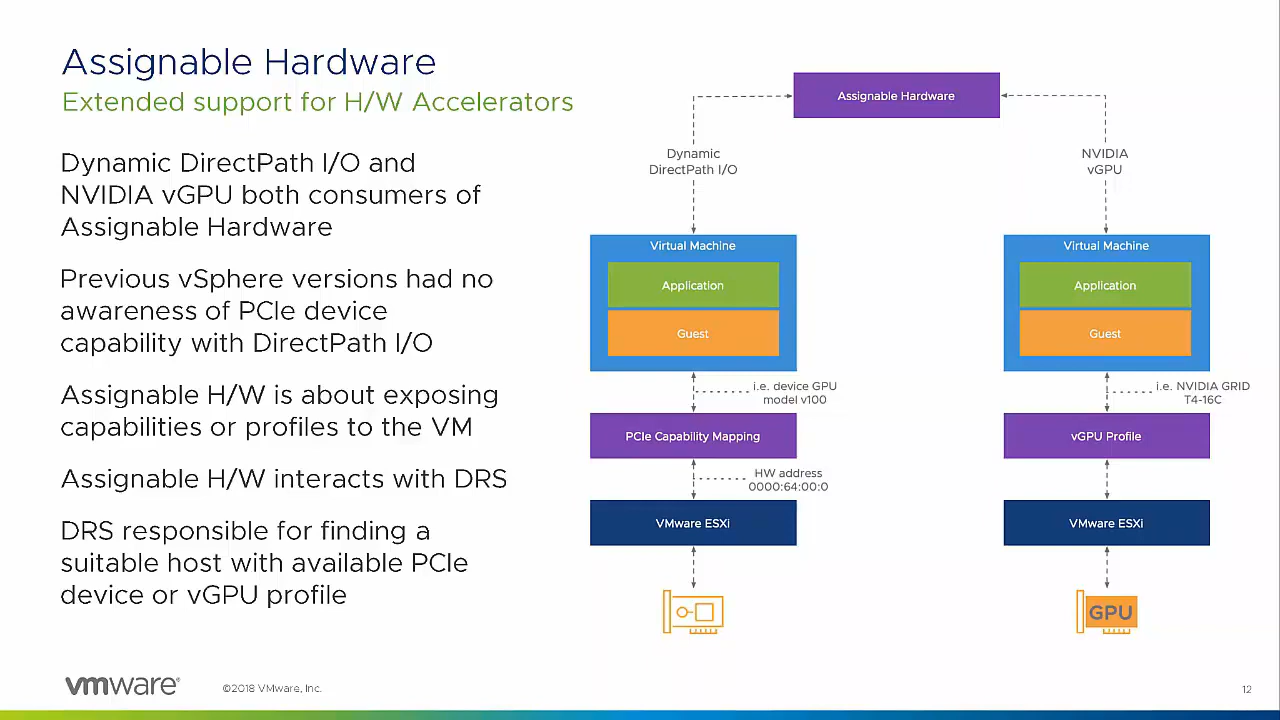 Assignable Hardware
Extended support for H/W Accelerators
Dynamic DirectPath I/O and
NVIDIA vGPU both consumers of
Assignable Hardware
Previous vSphere versions had no
awareness of PCIe device
capability with DirectPath I/O
Assignable H/W is about exposing
capabilities or profiles to the VM
Assignable H/W interacts with DRS
DRS responsible for finding a
suitable host with available PCIe
device or vGPU profile
Assignable Hardware
Dynamic
DirectPath I/O
NVIDIA
vGPU
Virtual Machine
Application
Guest
i.e. device GPU
model v100
PCIe Capability Mapping
HW address
0000:64:00:0
VMware ESXi
Virtual Machine
Application
Guest
i.e. NVIDIA GRID
T4-16C
vGPU Profile
VMware ESXi
GPU
vmware®
©2018 VMware, Inc.
12